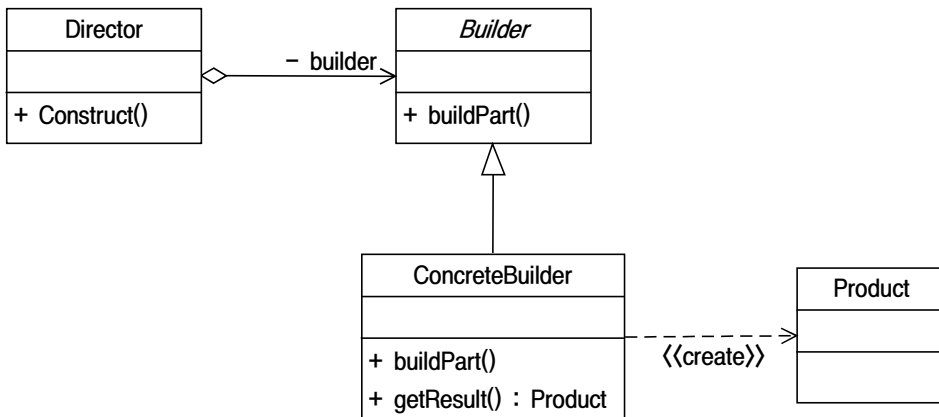 Director
+ Construct()
- builder
Builder
+ buildPart()
ConcreteBuilder
+ buildPart()
+ getResult() : Product
⟨⟨create⟩⟩
Product